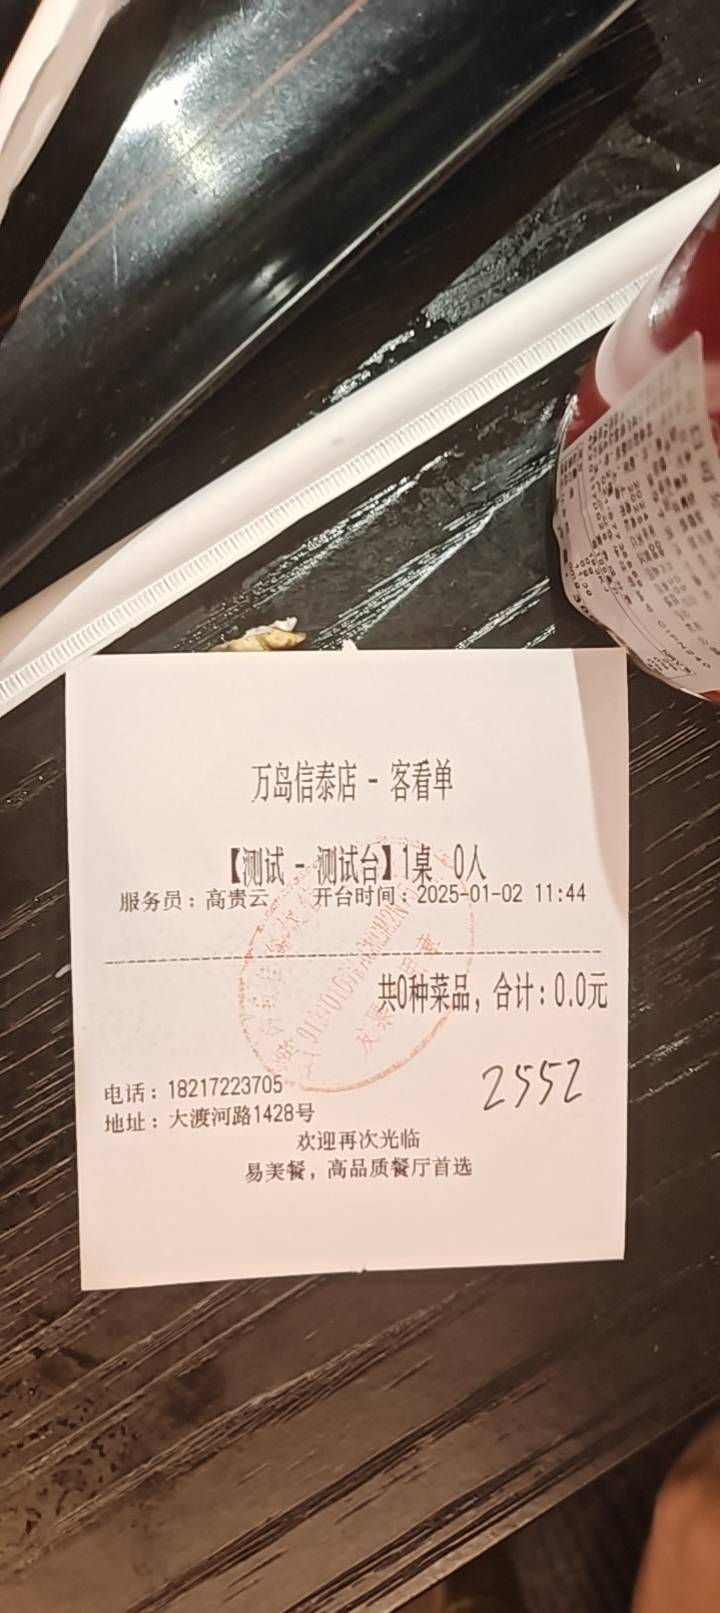 万岛信泰店 - 客看单
【测试 - 测试台】1桌 0人
服务员：高贵云 开台时间：2025-01-02 11:44
共0种菜品，合计：0.0元
2552
电话：18217223705
地址：大渡河路1428号
欢迎再次光临
易美餐，高品质餐厅首选